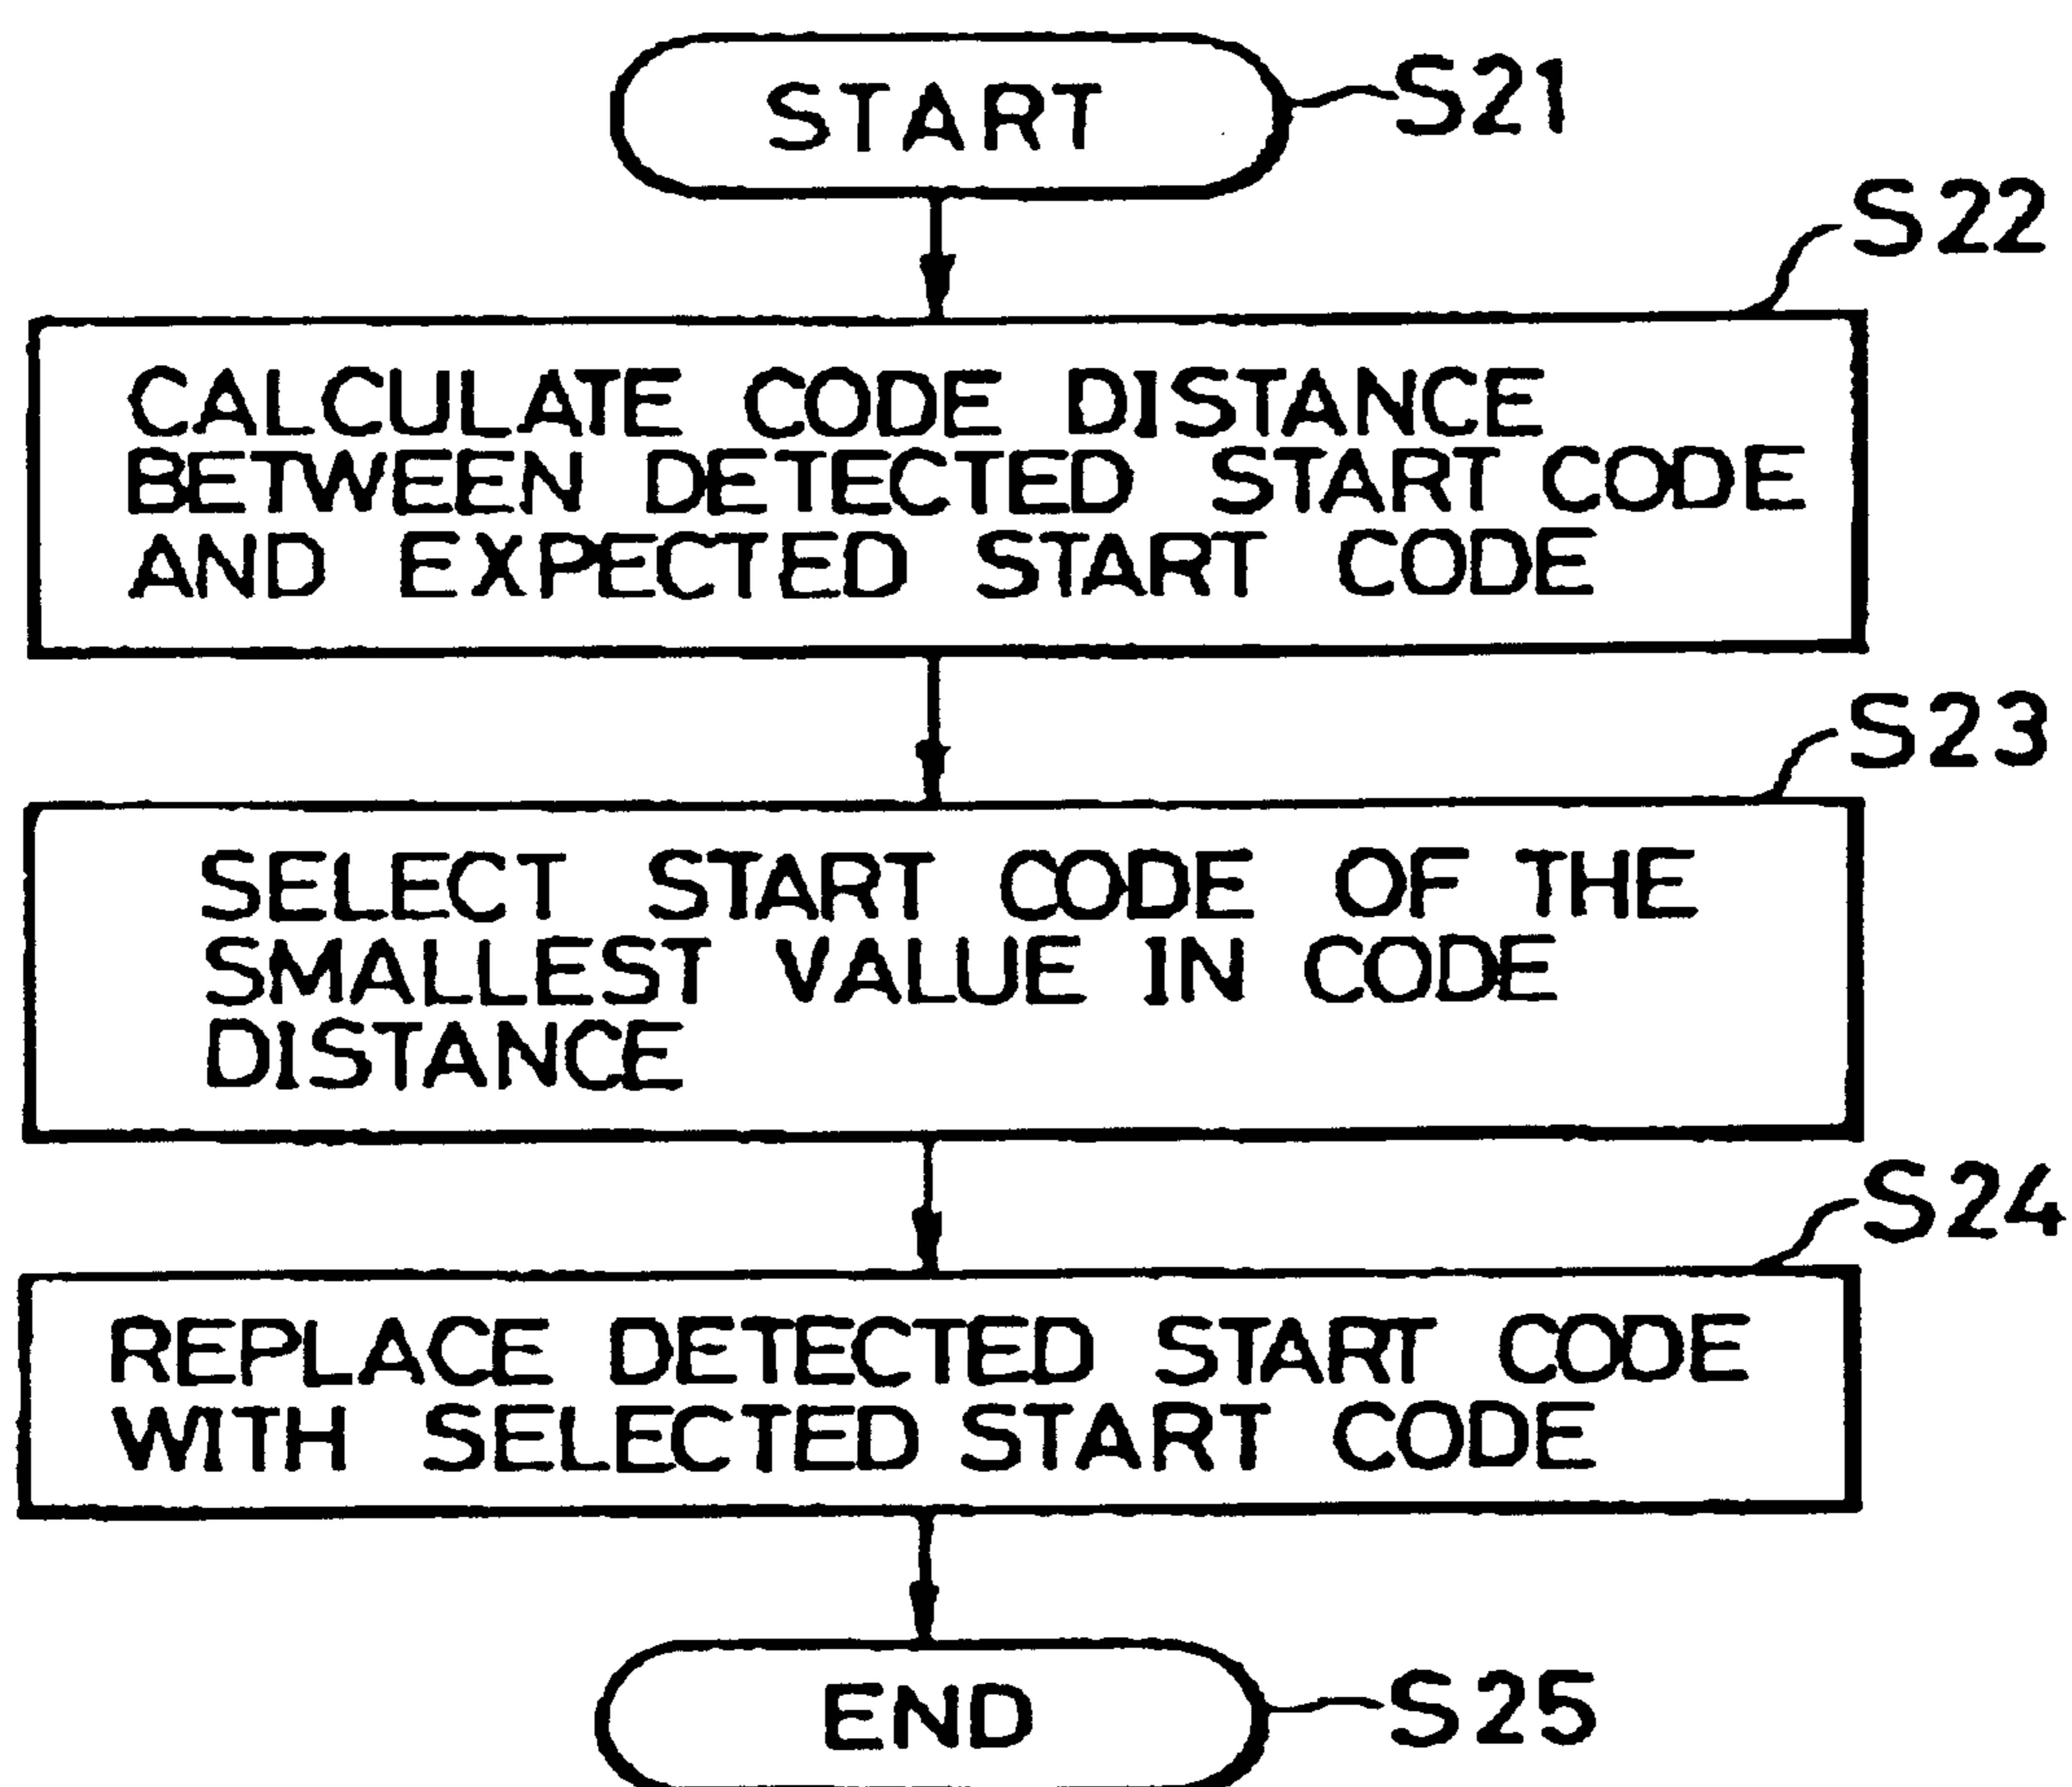 START
S21
S22
CALCULATE CODE DISTANCE
BETWEEN DETECTED START CODE
AND EXPECTED START CODE
S23
SELECT START CODE OF THE
SMALLEST VALUE IN CODE
DISTANCE
S24
REPLACE DETECTED START CODE
WITH SELECTED START CODE
END
S25